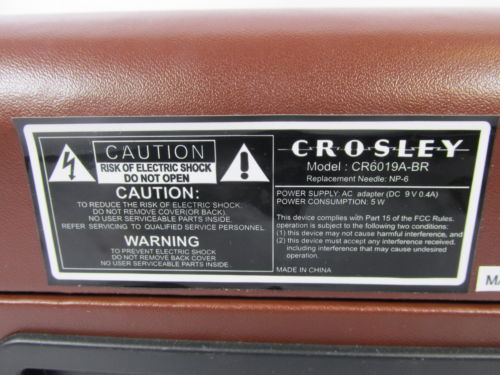 CAUTION
RISK OF ELECTRIC SHOCK
DO NOT OPEN
CAUTION:
TO REDUCE THE RISK OF ELECTRIC SHOCK.
DO NOT REMOVE COVER(OR BACK).
NO USER SERVICEABLE PARTS INSIDE.
REFER SERVICING TO QUALIFIED SERVICE PERSONNEL.
WARNING
TO PREVENT ELECTRIC SHOCK
DO NOT REMOVE BACK COVER
NO USER SERVICEABLE PARTS INSIDE.
CROSLEY
Model : CR6019A-BR
Replacement Needle: NP-6
POWER SUPPLY: AC adapter (DC 9V 0.4A)
POWER CONSUMPTION: 5 W
This device complies with Part 15 of the FCC Rules.
operation is subject to the following two conditions:
(1) this device may not cause harmful interference, and
(2) this device must accept any interference received.
including interference that may cause undesired
operation.
MADE IN CHINA